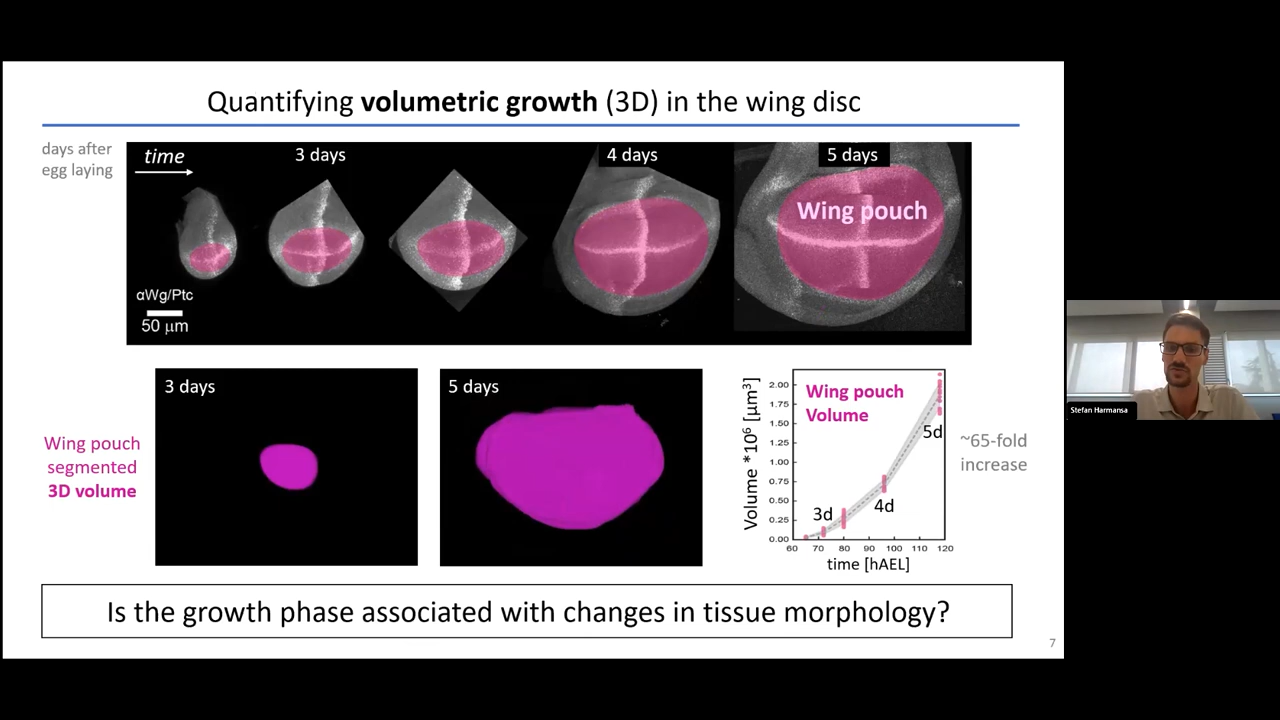 Quantifying volumetric growth (3D) in the wing disc
days after
egg laying
time
3 days
4 days
5 days
Wing pouch
αWg/Ptc
50 μm
Wing pouch
segmented
3D volume
3 days
5 days
Volume *10⁶ [μm³]
2.00
1.75
1.50
1.25
1.00
0.75
0.50
0.25
0.00
Wing pouch
Volume
3d
4d
5d
60 70 80 90 100 110 120
time [hAEL]
~65-fold
increase
Is the growth phase associated with changes in tissue morphology?
7
Stefan Harmansa